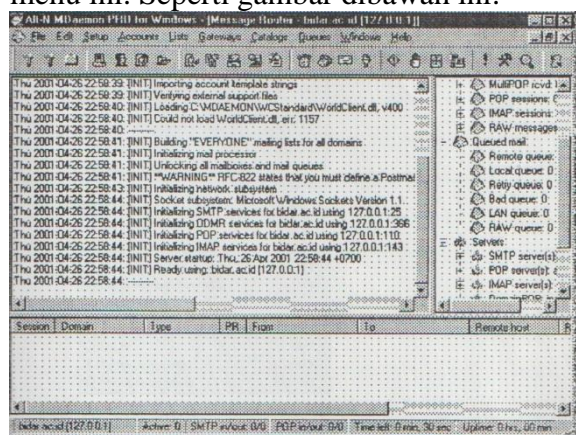 menu ini. Seperti gambar dibawah ini:
Alt-N MDaemon PRO for Windows - [Message Router - bidar.ac.id [127.0.0.1]]
File Edit Setup Accounts Lists Gateways Catalogs Queues Windows Help
Thu 2001-04-26 22:58:39: [INIT] Importing account template strings
Thu 2001-04-26 22:58:39: [INIT] Verifying external support files
Thu 2001-04-26 22:58:40: [INIT] Loading C:\MDAEMON\WCStandard\WorldClient.dll, v400
Thu 2001-04-26 22:58:40: [INIT] Could not load WorldClient.dll, err: 1157
Thu 2001-04-26 22:58:40: ----------
Thu 2001-04-26 22:58:41: [INIT] Building "EVERYONE" mailing lists for all domains
Thu 2001-04-26 22:58:41: [INIT] Initializing mail processor
Thu 2001-04-26 22:58:41: [INIT] Unlocking all mailboxes and mail queues
Thu 2001-04-26 22:58:41: [INIT] **WARNING** RFC-822 states that you must define a Postmas
Thu 2001-04-26 22:58:43: [INIT] Initializing network subsystem
Thu 2001-04-26 22:58:44: [INIT] Socket subsystem: Microsoft Windows Sockets Version 1.1.
Thu 2001-04-26 22:58:44: [INIT] Initializing SMTP services for bidar.ac.id using 127.0.0.1:25
Thu 2001-04-26 22:58:44: [INIT] Initializing ODMR services for bidar.ac.id using 127.0.0.1:366
Thu 2001-04-26 22:58:44: [INIT] Initializing POP services for bidar.ac.id using 127.0.0.1:110
Thu 2001-04-26 22:58:44: [INIT] Initializing IMAP services for bidar.ac.id using 127.0.0.1:143
Thu 2001-04-26 22:58:44: [INIT] Server startup: Thu, 26 Apr 2001 22:58:44 +0700
Thu 2001-04-26 22:58:44: [INIT] Ready using: bidar.ac.id [127.0.0.1]
Thu 2001-04-26 22:58:44: ----------
MultiPOP rcvd:
POP sessions:
IMAP sessions:
RAW messages
Queued mail
Remote queue:
Local queue: 0
Retry queue: 0
Bad queue: 0
LAN queue: 0
RAW queue: 0
Servers
SMTP server(s):
POP server(s):
IMAP server(s):
DomainPOP
Session Domain Type PR From To Remote host R
bidar.ac.id [127.0.0.1] Active: 0 SMTP in/out: 0/0 POP in/out: 0/0 Time left: 0 min, 30 sec Uptime: 0 hrs, 00 min